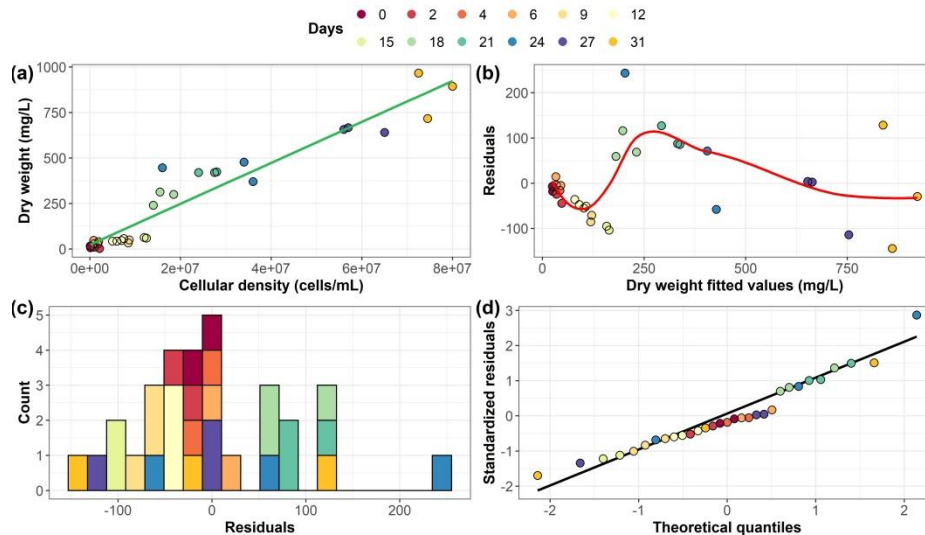 Days
0 2 4 6 9 12
15 18 21 24 27 31
(a)
Dry weight (mg/L)
1000
750
500
250
0
0e+00 2e+07 4e+07 6e+07 8e+07
Cellular density (cells/mL)
(b)
Residuals
200
100
0
-100
0 250 500 750
Dry weight fitted values (mg/L)
(c)
Count
5
4
3
2
1
0
-100 0 100 200
Residuals
(d)
Standardized residuals
3
2
1
0
-1
-2
-2 -1 0 1 2
Theoretical quantiles